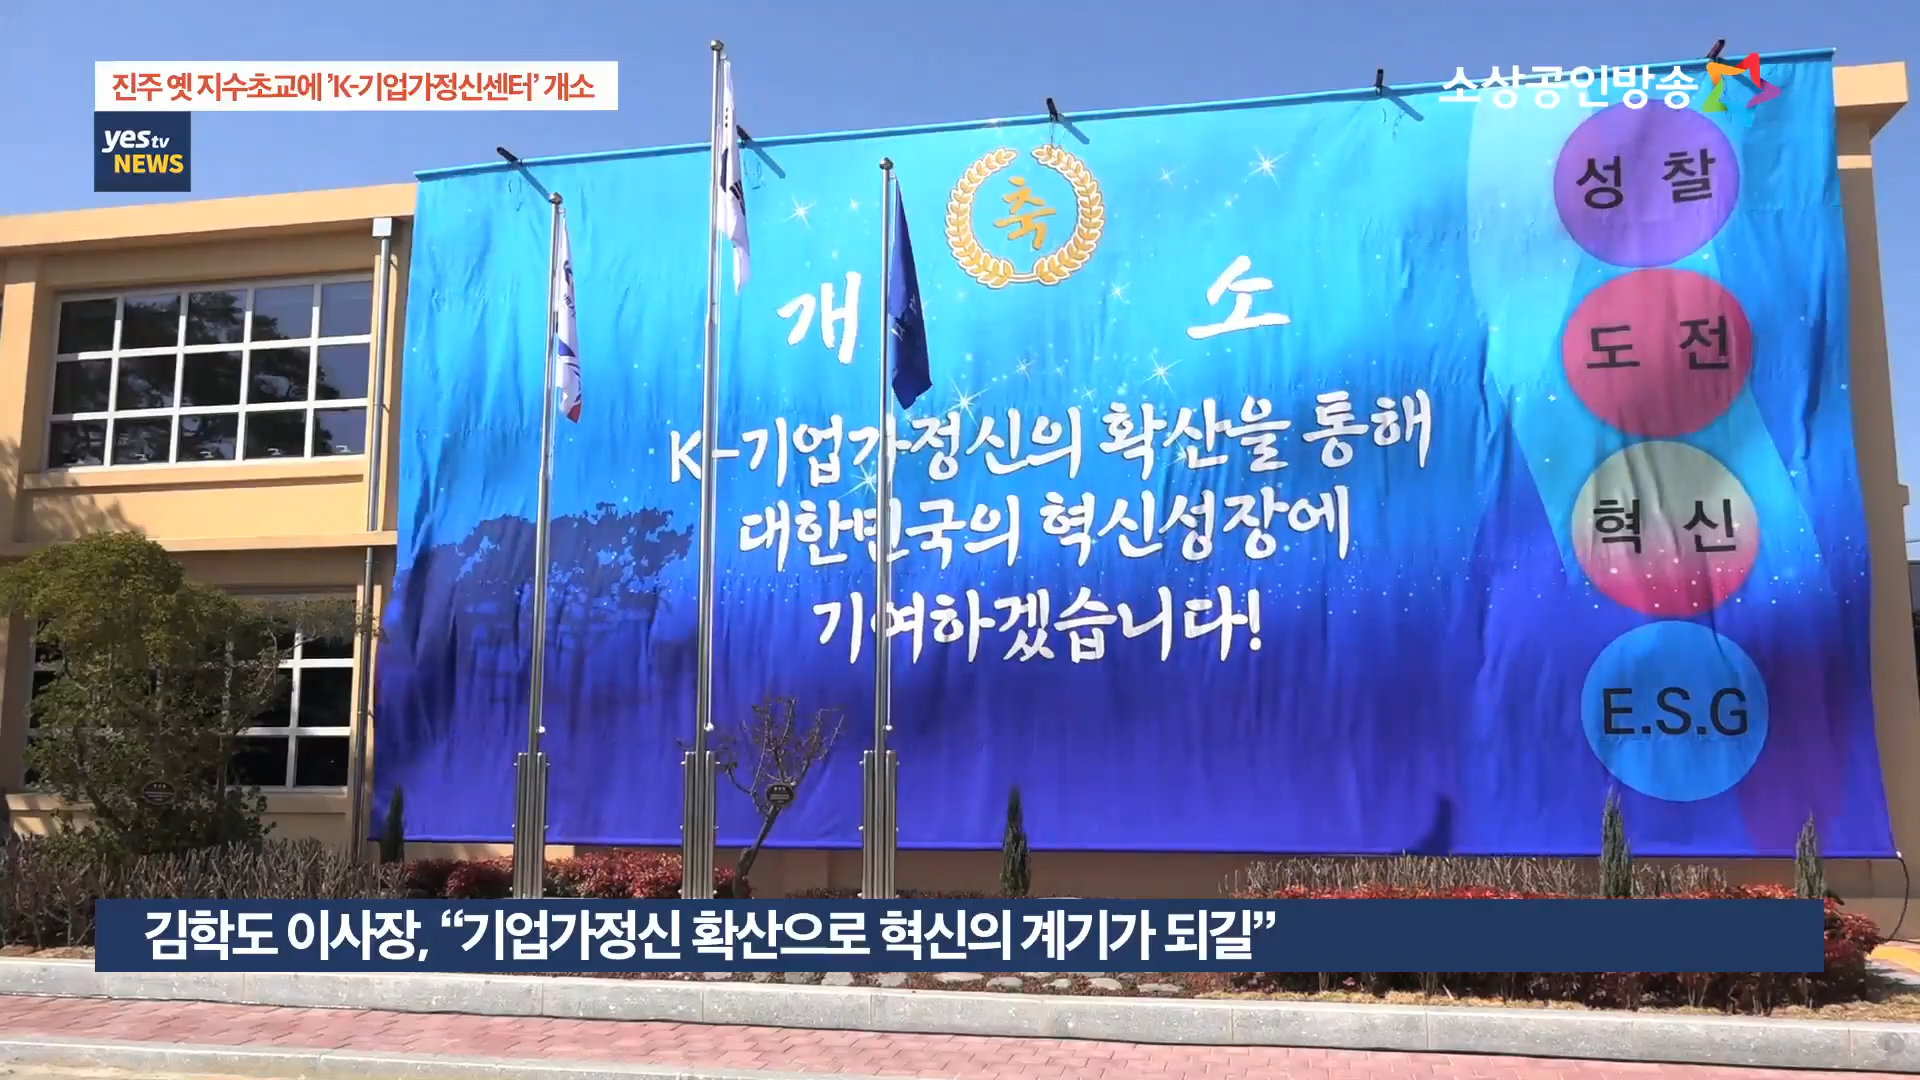 진주 옛 지수초교에 'K-기업가정신센터' 개소
yes tv
NEWS
소상공인방송
축
개 소
K-기업가정신의 확산을 통해
대한민국의 혁신성장에
기여하겠습니다!
성 찰
도 전
혁 신
E.S.G
김학도 이사장, “기업가정신 확산으로 혁신의 계기가 되길”